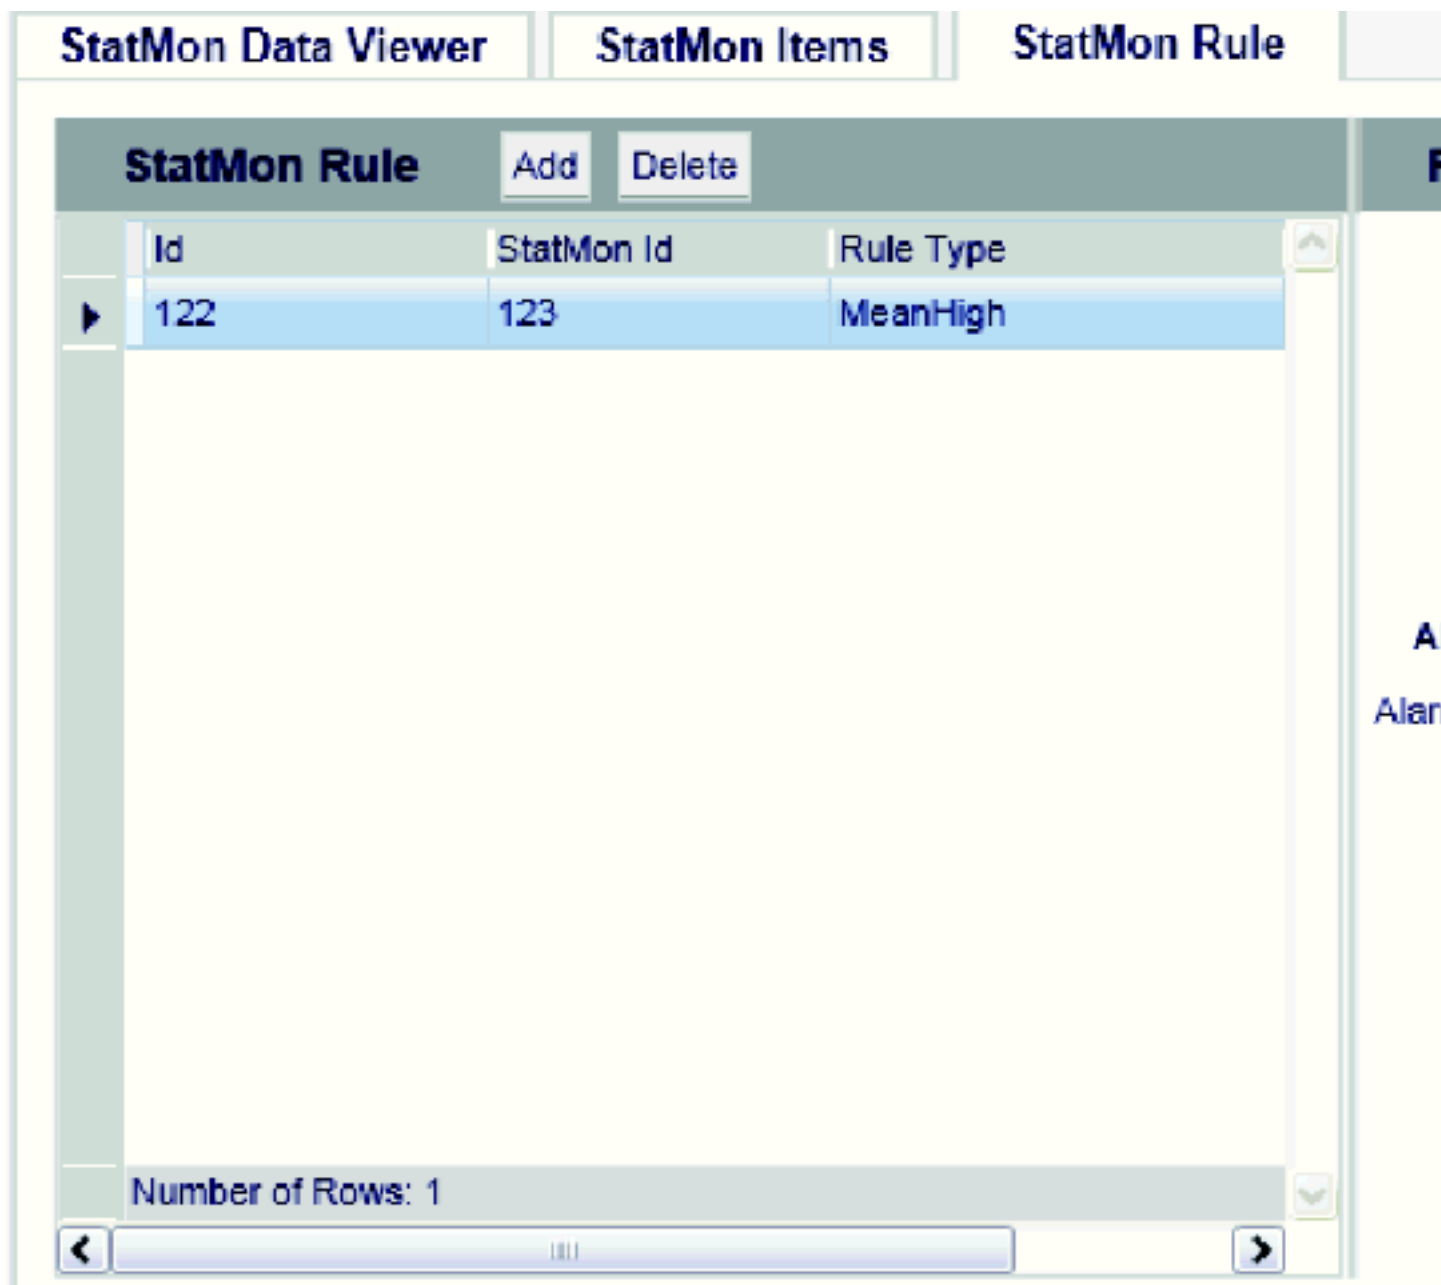 StatMon Data Viewer StatMon Items StatMon Rule
StatMon Rule Add Delete
Id StatMon Id Rule Type
122 123 MeanHigh
Number of Rows: 1